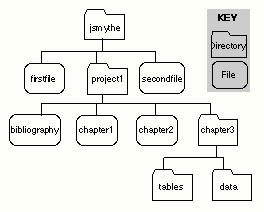 jsmythe
KEY
Directory
File
firstfile
project1
secondfile
bibliography
chapter1
chapter2
chapter3
tables
data